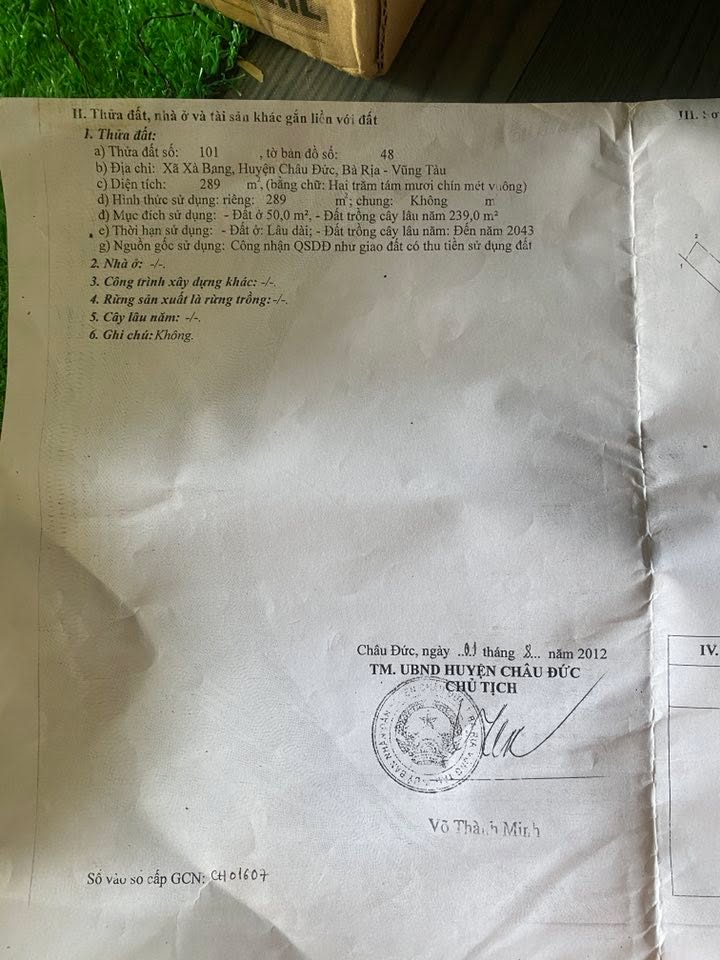 II. Thửa đất, nhà ở và tài sản khác gắn liền với đất
1. Thửa đất:
a) Thửa đất số: 101 , tờ bản đồ số: 48
b) Địa chỉ: Xã Xà Bang, Huyện Châu Đức, Bà Rịa - Vũng Tàu
c) Diện tích: 289 m², (bằng chữ: Hai trăm tám mươi chín mét vuông)
d) Hình thức sử dụng: riêng: 289 m²; chung: Không m
đ) Mục đích sử dụng: - Đất ở 50,0 m², - Đất trồng cây lâu năm 239,0 m²
e) Thời hạn sử dụng: - Đất ở: Lâu dài; - Đất trồng cây lâu năm: Đến năm 2043
g) Nguồn gốc sử dụng: Công nhận QSDĐ như giao đất có thu tiền sử dụng đất
2. Nhà ở: -/-.
3. Công trình xây dựng khác: -/-.
4. Rừng sản xuất là rừng trồng: -/-.
5. Cây lâu năm: -/-.
6. Ghi chú: Không.
Châu Đức, ngày ..01 tháng 8... năm 2012
TM. UBND HUYỆN CHÂU ĐỨC
CHỦ TỊCH
Võ Thành Minh
Số vào sổ cấp GCN: CH01607
III.
2
1
IV.